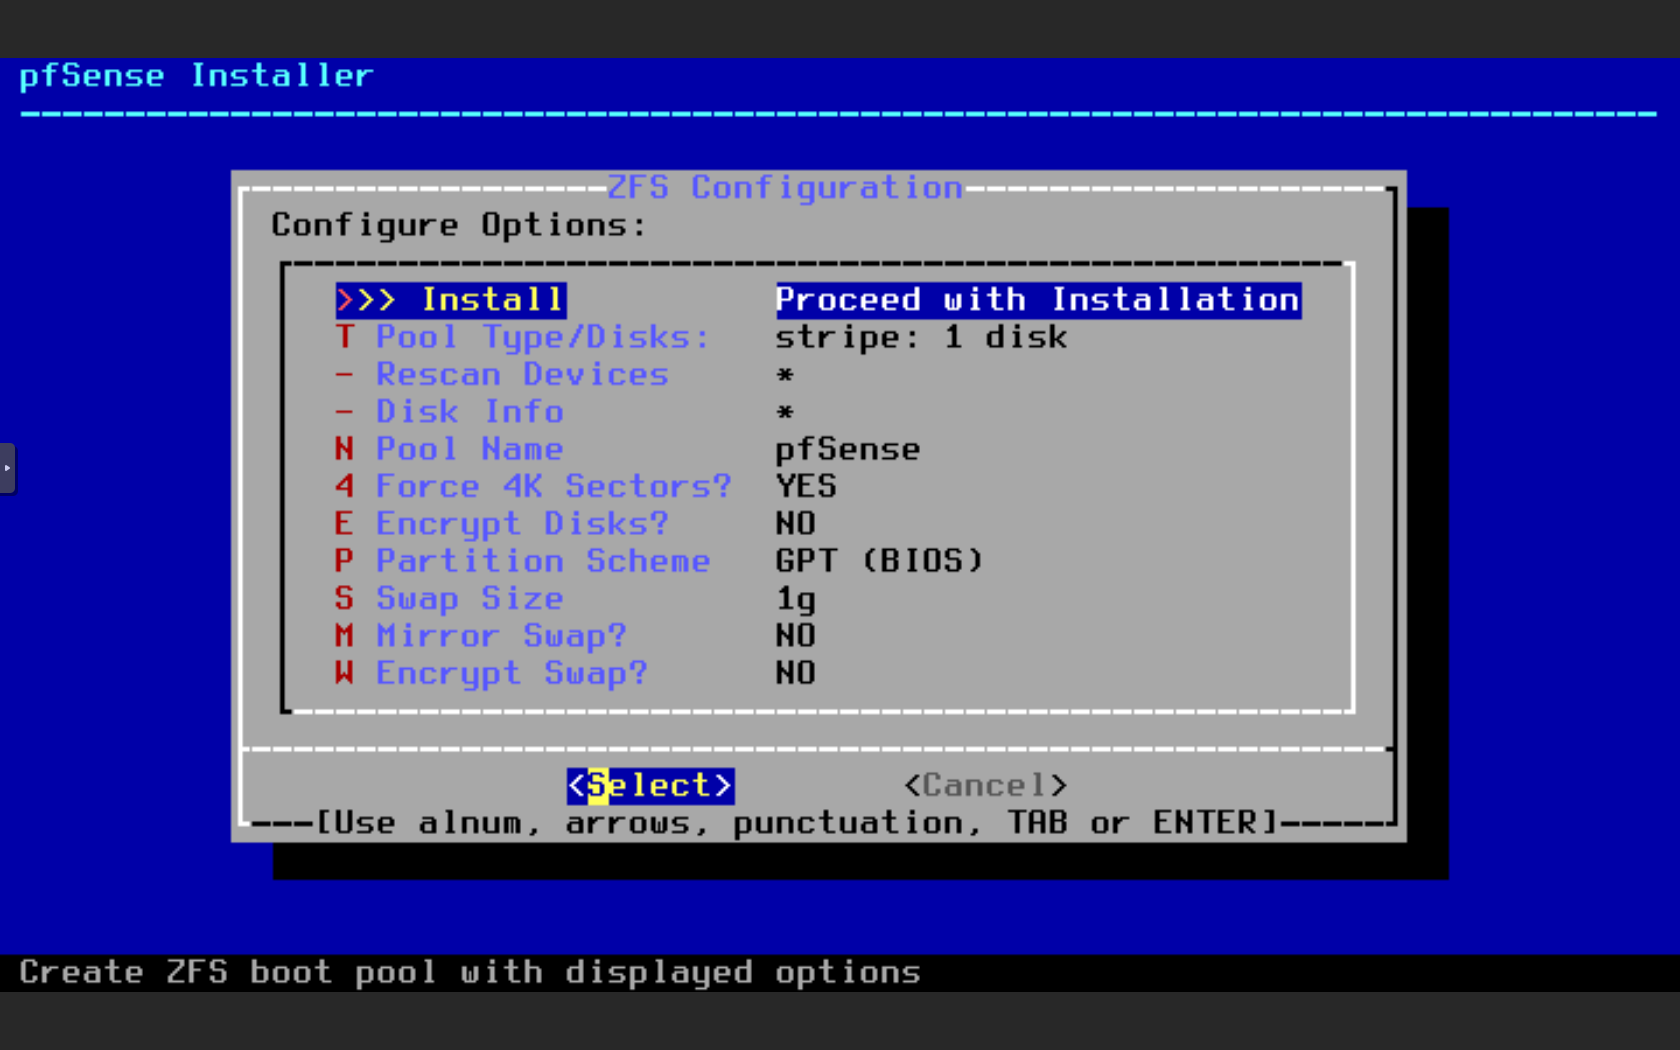 pfSense Installer
ZFS Configuration
Configure Options:
>>> Install Proceed with Installation
T Pool Type/Disks: stripe: 1 disk
- Rescan Devices *
- Disk Info *
N Pool Name pfSense
4 Force 4K Sectors? YES
E Encrypt Disks? NO
P Partition Scheme GPT (BIOS)
S Swap Size 1g
M Mirror Swap? NO
W Encrypt Swap? NO
<Select> <Cancel>
[Use alnum, arrows, punctuation, TAB or ENTER]
Create ZFS boot pool with displayed options